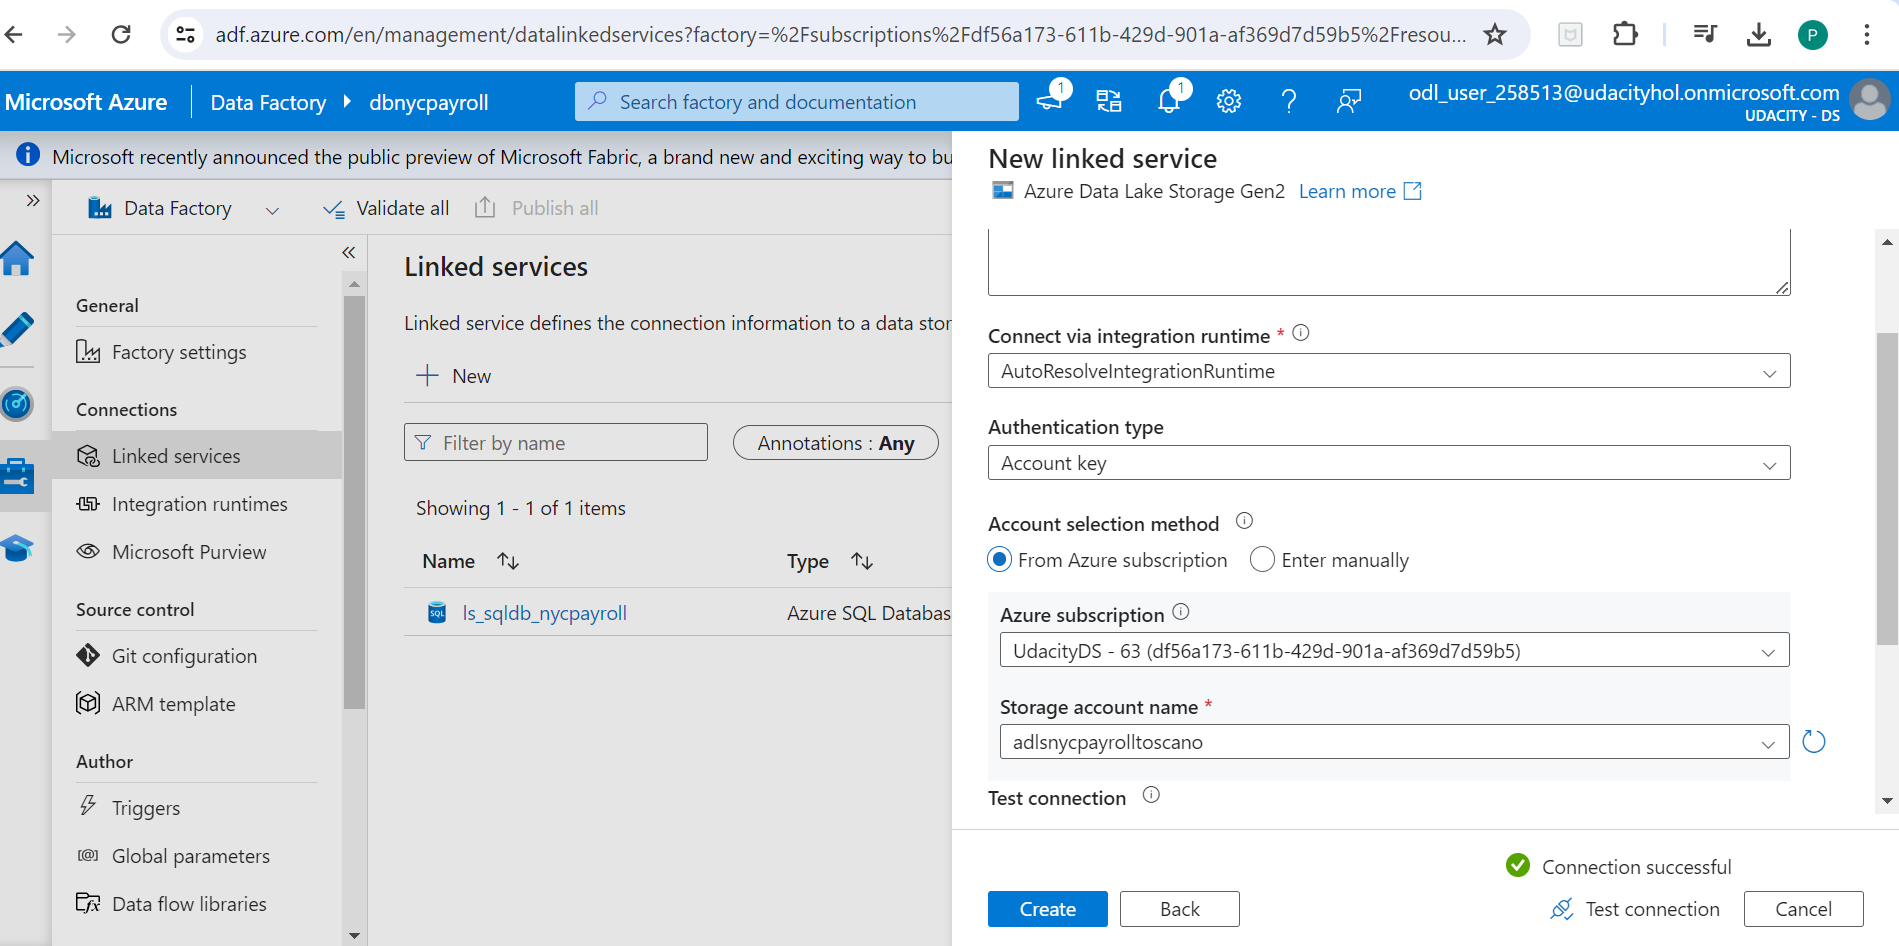 adf.azure.com/en/management/datalinkedservices?factory=%2Fsubscriptions%2Fdf56a173-611b-429d-901a-af369d7d59b5%2Fresou...
P
Microsoft Azure
Data Factory
dbnycpayroll
Search factory and documentation
1
1
odl_user_258513@udacityhol.onmicrosoft.com
UDACITY - DS
Microsoft recently announced the public preview of Microsoft Fabric, a brand new and exciting way to bu
Data Factory
Validate all
Publish all
General
Factory settings
Connections
Linked services
Integration runtimes
Microsoft Purview
Source control
Git configuration
ARM template
Author
Triggers
Global parameters
Data flow libraries
Linked services
Linked service defines the connection information to a data stor
New
Filter by name
Annotations : Any
Showing 1 - 1 of 1 items
Name
Type
SQL
ls_sqldb_nycpayroll
Azure SQL Databas
New linked service
Azure Data Lake Storage Gen2 Learn more
Connect via integration runtime *
AutoResolveIntegrationRuntime
Authentication type
Account key
Account selection method
From Azure subscription
Enter manually
Azure subscription
UdacityDS - 63 (df56a173-611b-429d-901a-af369d7d59b5)
Storage account name *
adlsnycpayrolltoscano
Test connection
Connection successful
Create
Back
Test connection
Cancel